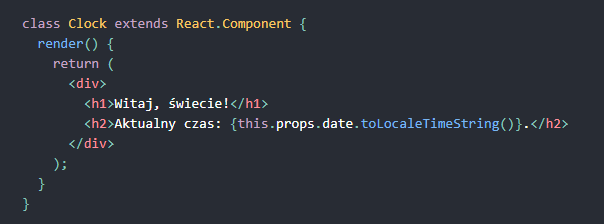 class Clock extends React.Component {
  render() {
    return (
      <div>
        <h1>Witaj, świecie!</h1>
        <h2>Aktualny czas: {this.props.date.toLocaleTimeString()}.</h2>
      </div>
    );
  }
}